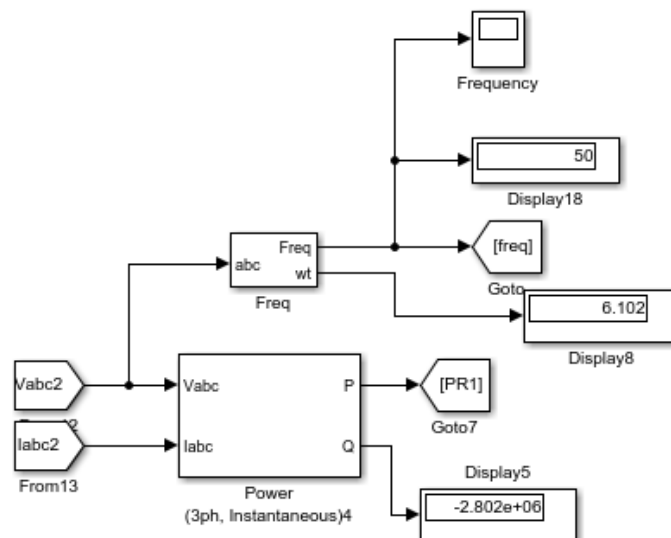 Frequency
50
Display18
Freq
abc
wt
[freq]
Goto
Freq
6.102
Display8
Vabc2
Vabc
P
[PR1]
Iabc2
Iabc
Q
Goto7
From13
Power
(3ph, Instantaneous)4
Display5
-2.802e+06